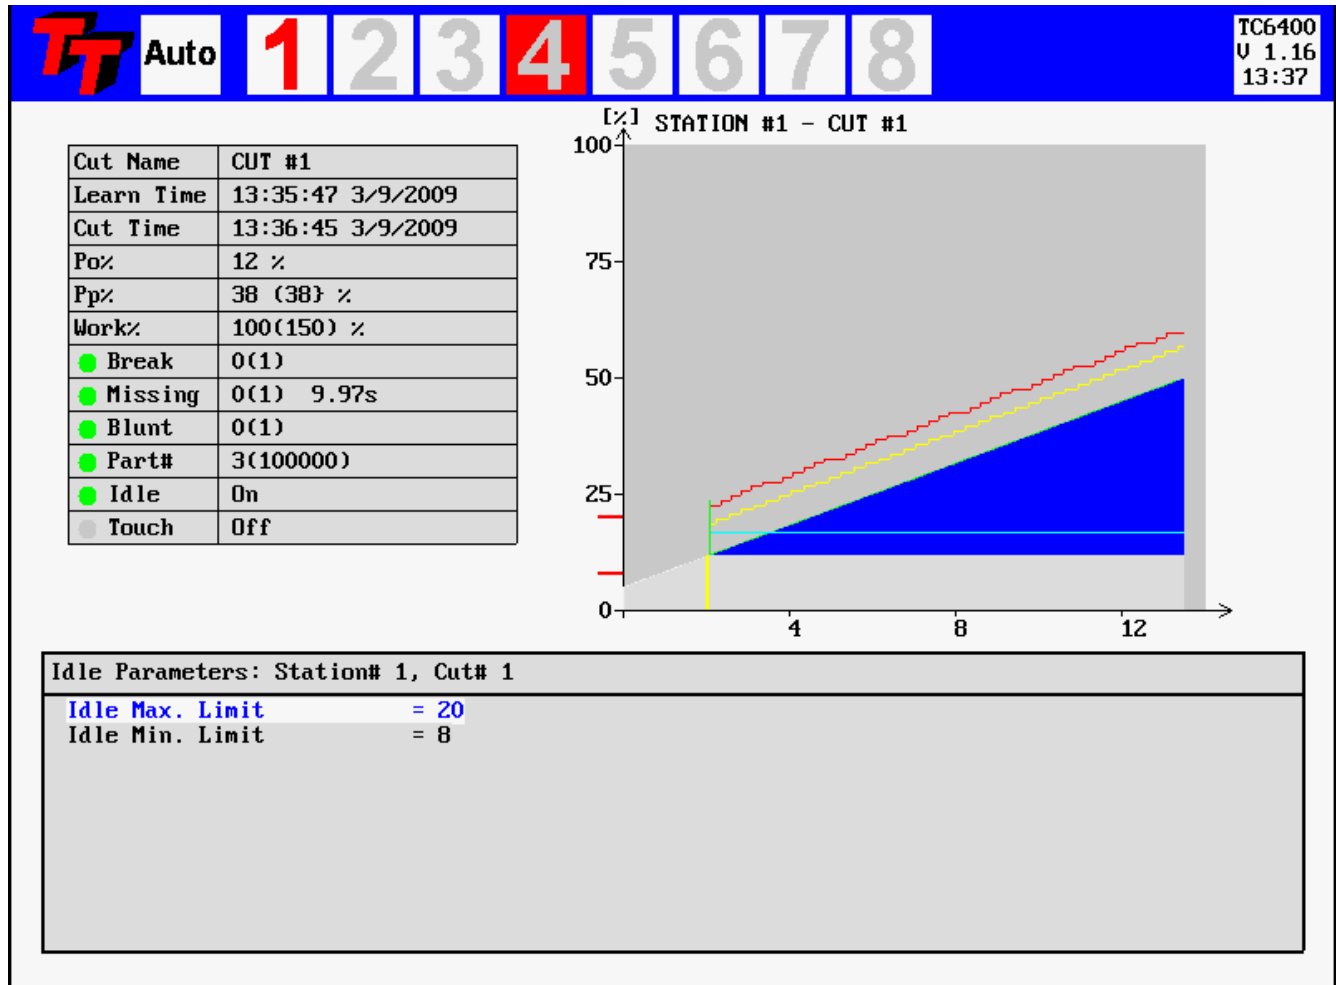 TT Auto 1 2 3 4 5 6 7 8
TC6400
V 1.16
13:37
Cut Name CUT #1
Learn Time 13:35:47 3/9/2009
Cut Time 13:36:45 3/9/2009
Po% 12 %
Pp% 38 (38} %
Work% 100(150) %
Break 0(1)
Missing 0(1) 9.97s
Blunt 0(1)
Part# 3(100000)
Idle On
Touch Off
[%] STATION #1 - CUT #1
100
75
50
25
0
4 8 12
Idle Parameters: Station# 1, Cut# 1
Idle Max. Limit = 20
Idle Min. Limit = 8